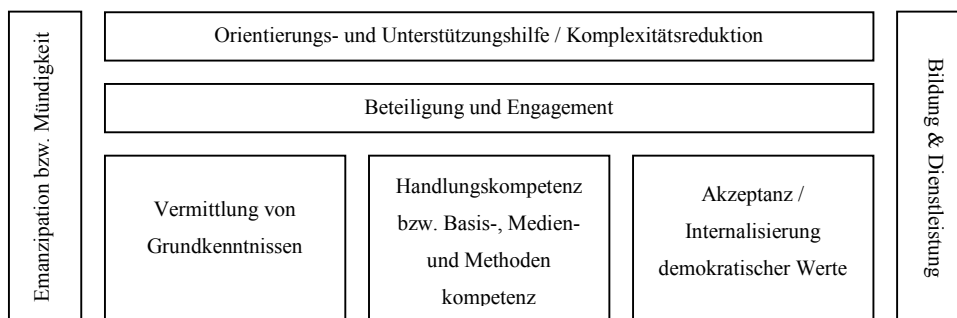 Emanzipation bzw. Mündigkeit
Orientierungs- und Unterstützungshilfe / Komplexitätsreduktion
Beteiligung und Engagement
Vermittlung von
Grundkenntnissen
Handlungskompetenz
bzw. Basis-, Medien-
und Methoden
kompetenz
Akzeptanz /
Internalisierung
demokratischer Werte
Bildung & Dienstleistung